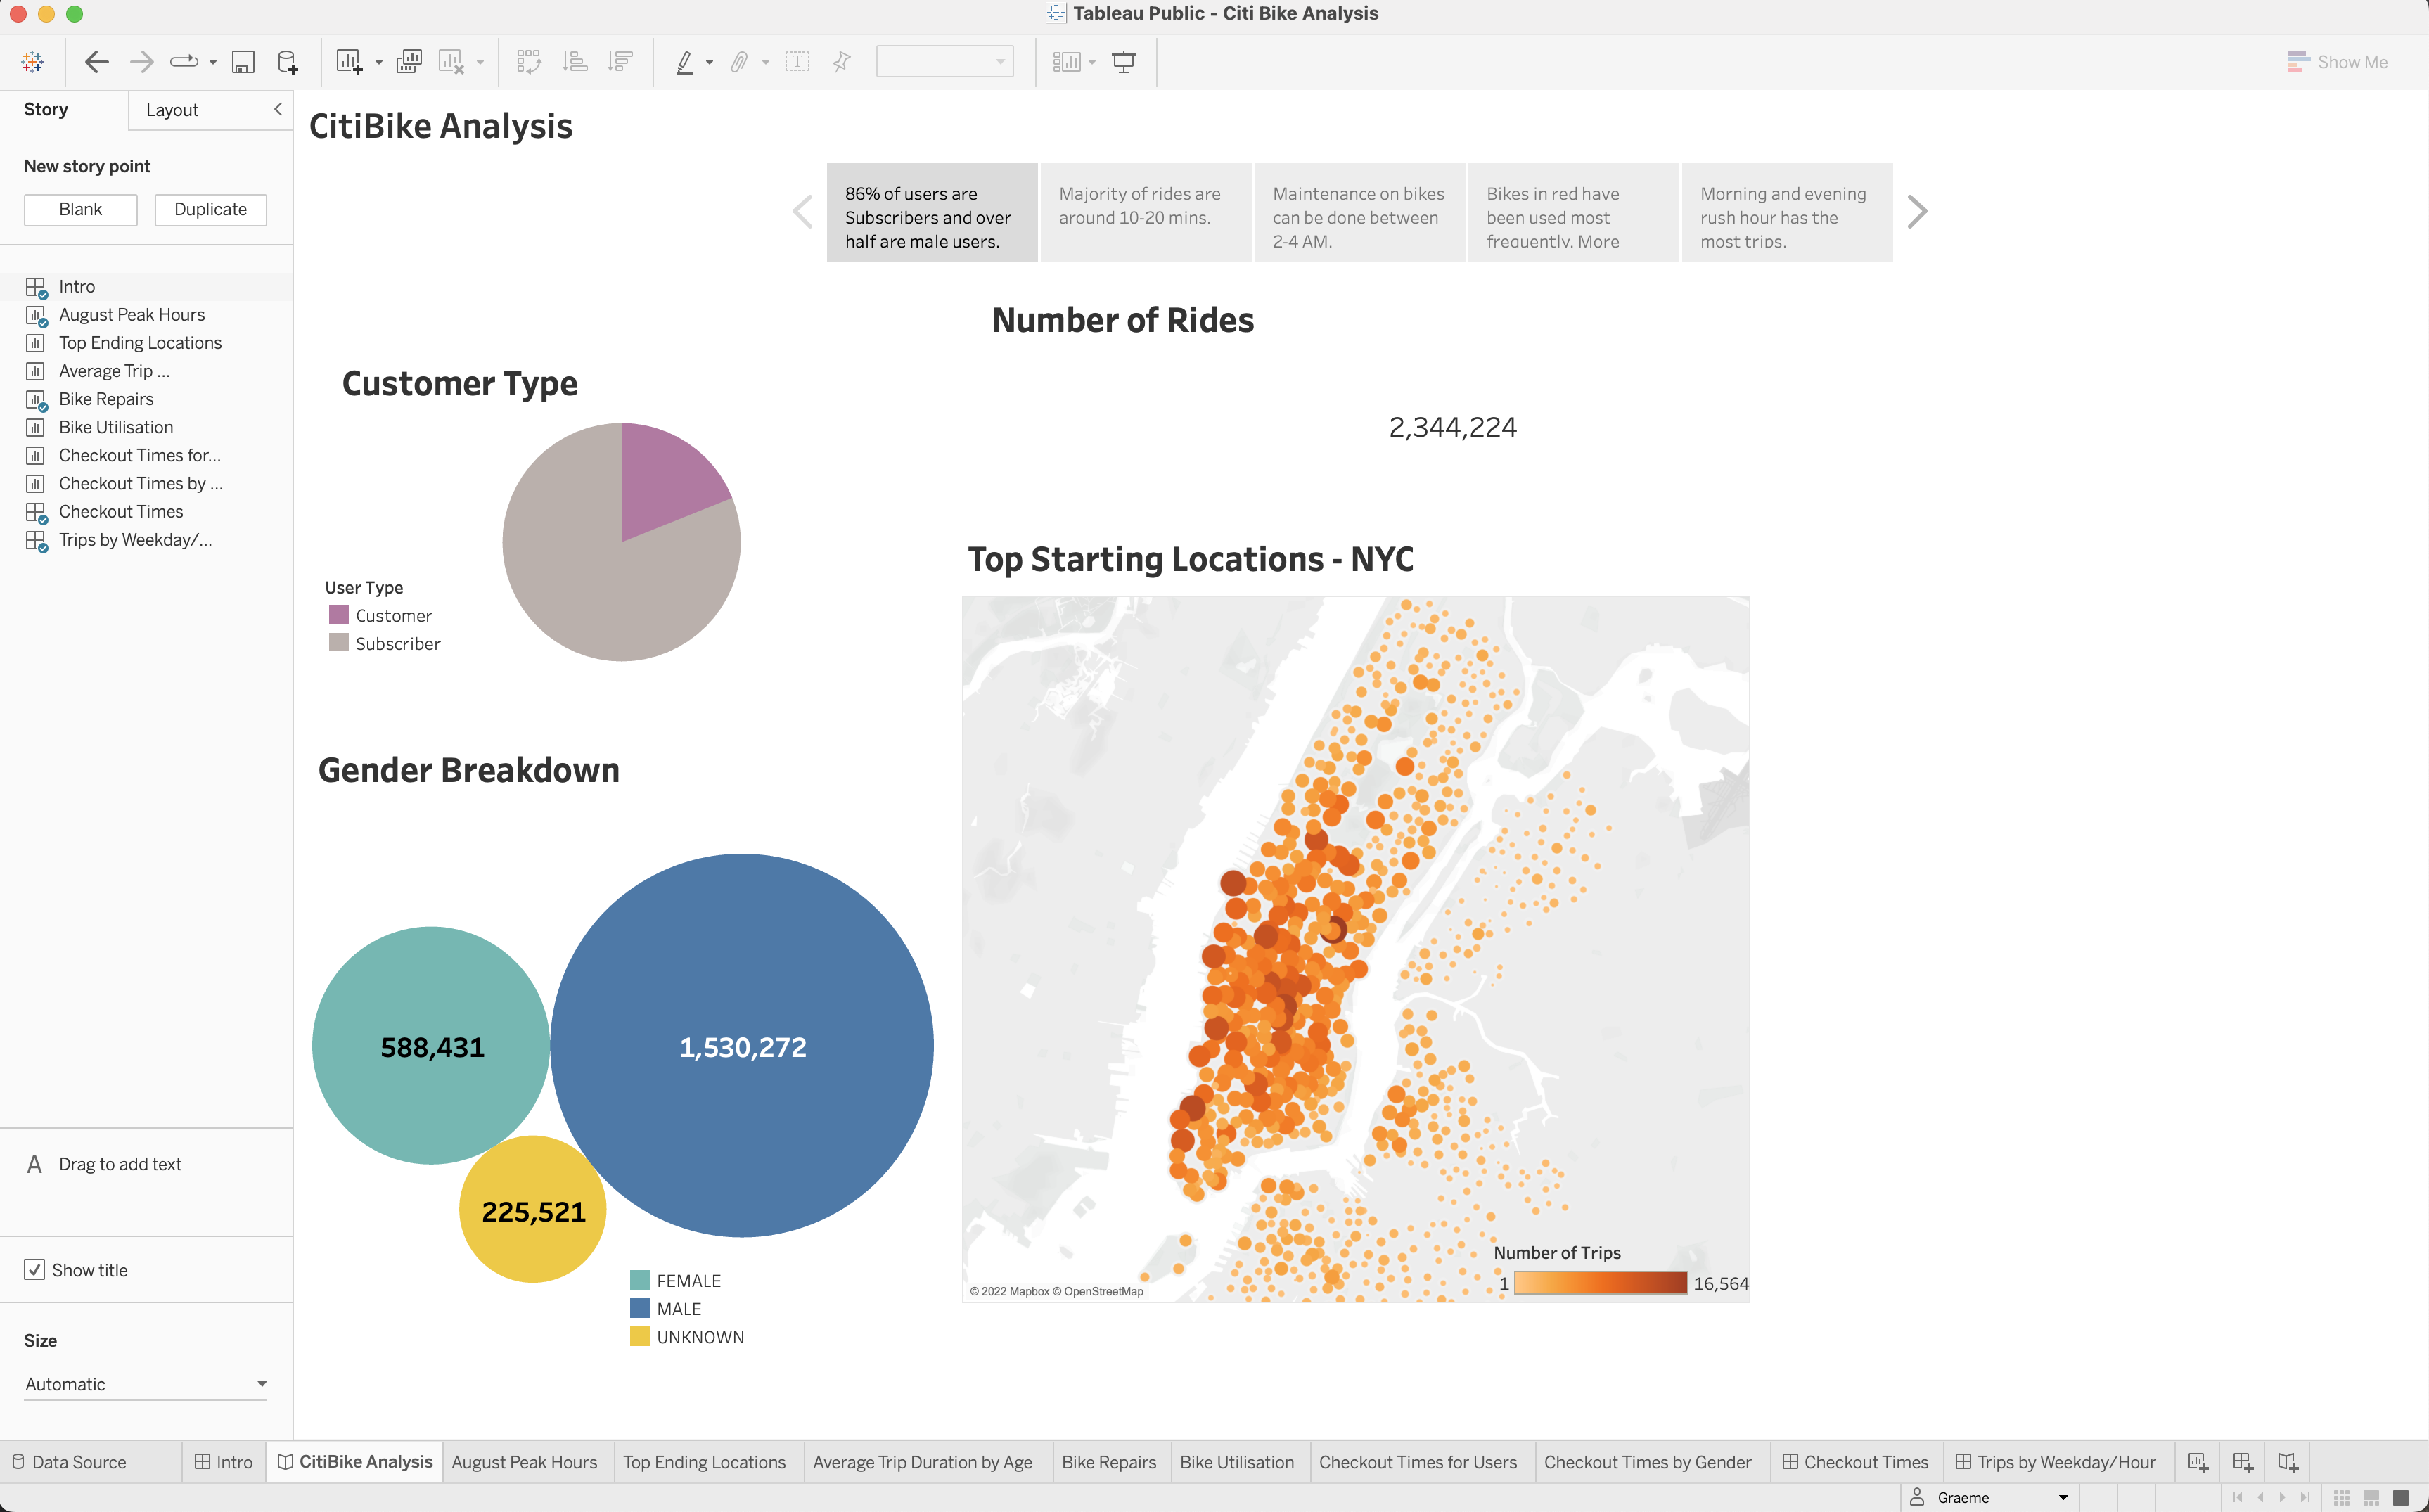 Tableau Public - Citi Bike Analysis
Show Me
Story
Layout
New story point
Blank
Duplicate
Intro
August Peak Hours
Top Ending Locations
Average Trip ...
Bike Repairs
Bike Utilisation
Checkout Times for...
Checkout Times by ...
Checkout Times
Trips by Weekday/...
A Drag to add text
Show title
Size
Automatic
CitiBike Analysis
86% of users are
Subscribers and over
half are male users.
Majority of rides are
around 10-20 mins.
Maintenance on bikes
can be done between
2-4 AM.
Bikes in red have
been used most
frequently. More
Morning and evening
rush hour has the
most trips.
Number of Rides
2,344,224
Customer Type
User Type
Customer
Subscriber
Gender Breakdown
588,431
1,530,272
225,521
FEMALE
MALE
UNKNOWN
Top Starting Locations - NYC
Number of Trips
1 16,564
© 2022 Mapbox © OpenStreetMap
Data Source
Intro
CitiBike Analysis
August Peak Hours
Top Ending Locations
Average Trip Duration by Age
Bike Repairs
Bike Utilisation
Checkout Times for Users
Checkout Times by Gender
Checkout Times
Trips by Weekday/Hour
Graeme